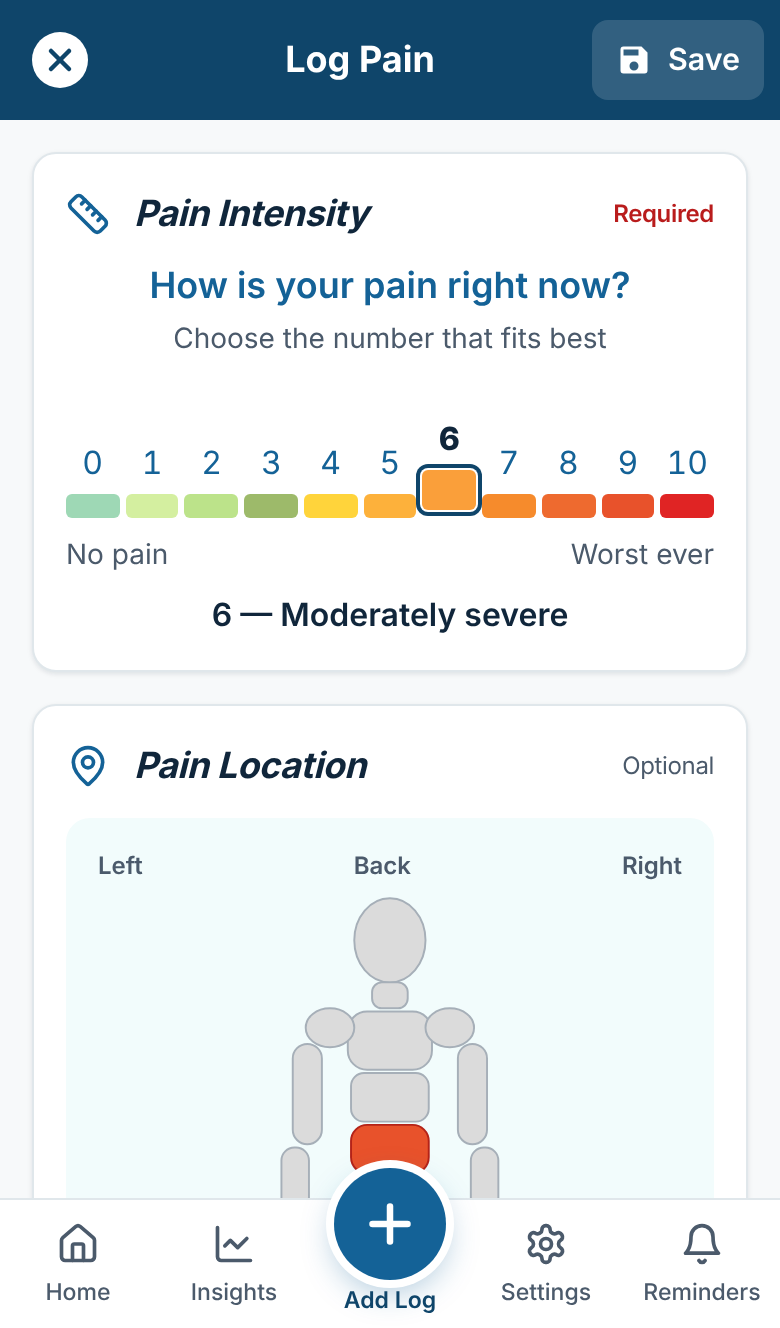 Log Pain
Save
Pain Intensity
Required
How is your pain right now?
Choose the number that fits best
0 1 2 3 4 5 6 7 8 9 10
No pain
Worst ever
6 — Moderately severe
Pain Location
Optional
Left
Back
Right
Home
Insights
Add Log
Settings
Reminders